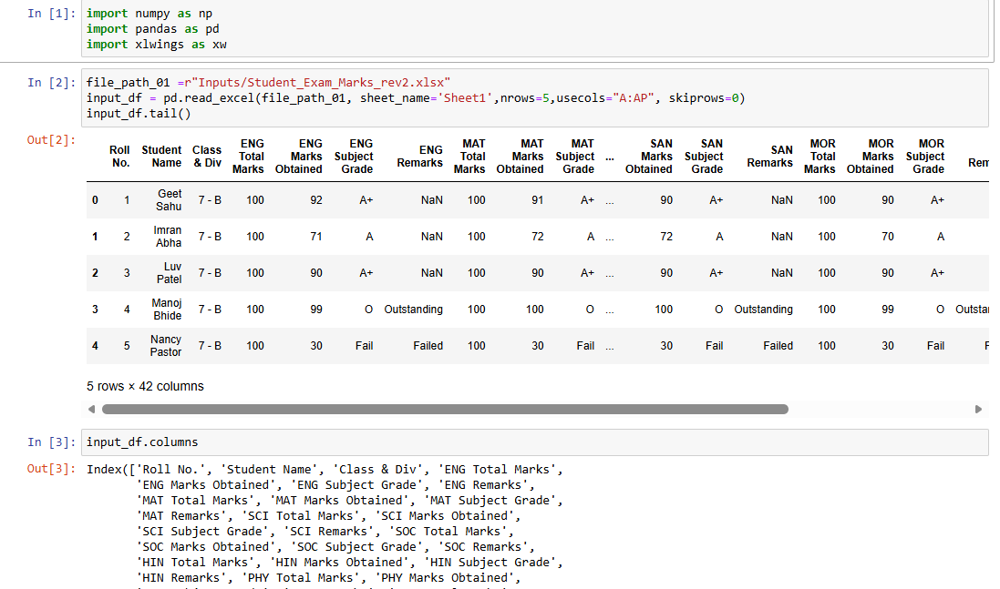 In [1]: import numpy as np
import pandas as pd
import xlwings as xw
In [2]: file_path_01 =r"Inputs/Student_Exam_Marks_rev2.xlsx"
input_df = pd.read_excel(file_path_01, sheet_name='Sheet1',nrows=5,usecols="A:AP", skiprows=0)
input_df.tail()
Out[2]:
Roll No. Student Name Class & Div ENG Total Marks ENG Marks Obtained ENG Subject Grade ENG Remarks MAT Total Marks MAT Marks Obtained MAT Subject Grade ... SAN Marks Obtained SAN Subject Grade SAN Remarks MOR Total Marks MOR Marks Obtained MOR Subject Grade
0 1 Geet Sahu 7 - B 100 92 A+ NaN 100 91 A+ ... 90 A+ NaN 100 90 A+
1 2 Imran Abha 7 - B 100 71 A NaN 100 72 A ... 72 A NaN 100 70 A
2 3 Luv Patel 7 - B 100 90 A+ NaN 100 90 A+ ... 90 A+ NaN 100 90 A+
3 4 Manoj Bhide 7 - B 100 99 O Outstanding 100 100 O ... 100 O Outstanding 100 99 O
4 5 Nancy Pastor 7 - B 100 30 Fail Failed 100 30 Fail ... 30 Fail Failed 100 30 Fail
5 rows × 42 columns
In [3]: input_df.columns
Out[3]: Index(['Roll No.', 'Student Name', 'Class & Div', 'ENG Total Marks',
'ENG Marks Obtained', 'ENG Subject Grade', 'ENG Remarks',
'MAT Total Marks', 'MAT Marks Obtained', 'MAT Subject Grade',
'MAT Remarks', 'SCI Total Marks', 'SCI Marks Obtained',
'SCI Subject Grade', 'SCI Remarks', 'SOC Total Marks',
'SOC Marks Obtained', 'SOC Subject Grade', 'SOC Remarks',
'HIN Total Marks', 'HIN Marks Obtained', 'HIN Subject Grade',
'HIN Remarks', 'PHY Total Marks', 'PHY Marks Obtained',